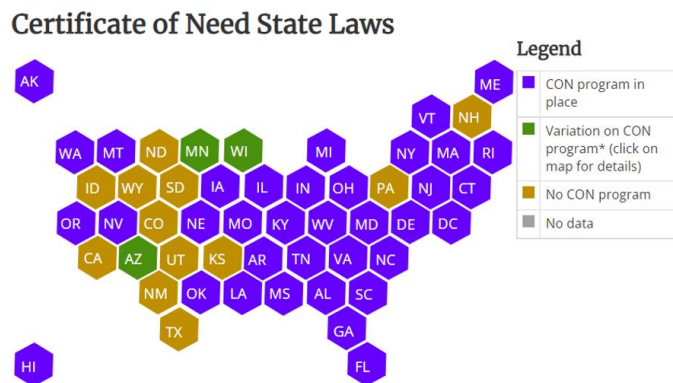 Certificate of Need State Laws
Legend
AK
ME
CON program in
place
VT NH
Variation on CON
program* (click on
map for details)
WA MT ND MN WI MI NY MA RI
ID WY SD IA IL IN OH PA NJ CT
No CON program
OR NV CO NE MO KY WV MD DE DC
No data
CA AZ UT KS AR TN VA NC
NM OK LA MS AL SC
TX GA
HI FL